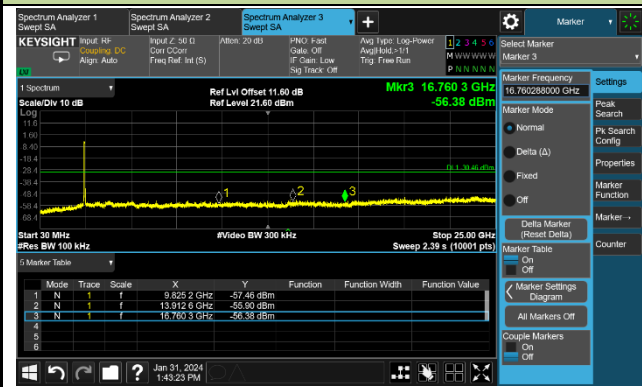 Spectrum Analyzer 1
Swept SA
Spectrum Analyzer 2
Swept SA
Spectrum Analyzer 3
Swept SA
Marker
KEYSIGHT
Input: RF
Coupling: DC
Align: Auto
Input Z: 50 Ω
Corr CCorr
Freq Ref: Int (S)
Atten: 20 dB
PNO: Fast
Gate: Off
IF Gain: Low
Sig Track: Off
Avg Type: Log-Power
Avg|Hold:>1/1
Trig: Free Run
1 2 3 4 5 6
M W W W W W
P N N N N N
Select Marker
Marker 3
1 Spectrum
Scale/Div 10 dB
Log
Ref Lvl Offset 11.60 dB
Ref Level 21.60 dBm
Mkr3 16.760 3 GHz
-56.38 dBm
11.6
1.60
-8.40
-18.4
-28.4
-38.4
-48.4
-58.4
-68.4
1
2
3
Start 30 MHz
#Res BW 100 kHz
#Video BW 300 kHz
Stop 25.00 GHz
Sweep 2.39 s (10001 pts)
5 Marker Table
Mode Trace Scale X Y Function Function Width Function Value
1 N 1 f 9.825 2 GHz -57.46 dBm
2 N 1 f 13.912 6 GHz -55.90 dBm
3 N 1 f 16.760 3 GHz -56.38 dBm
4
5
6
Jan 31, 2024
1:43:23 PM
Marker Frequency
16.760288000 GHz
Marker Mode
Normal
Delta (Δ)
Fixed
Off
Delta Marker
(Reset Delta)
Marker Table
On
Off
Marker Settings
Diagram
All Markers Off
Couple Markers
On
Off
Settings
Peak
Search
Pk Search
Config
Properties
Marker
Function
Marker→
Counter